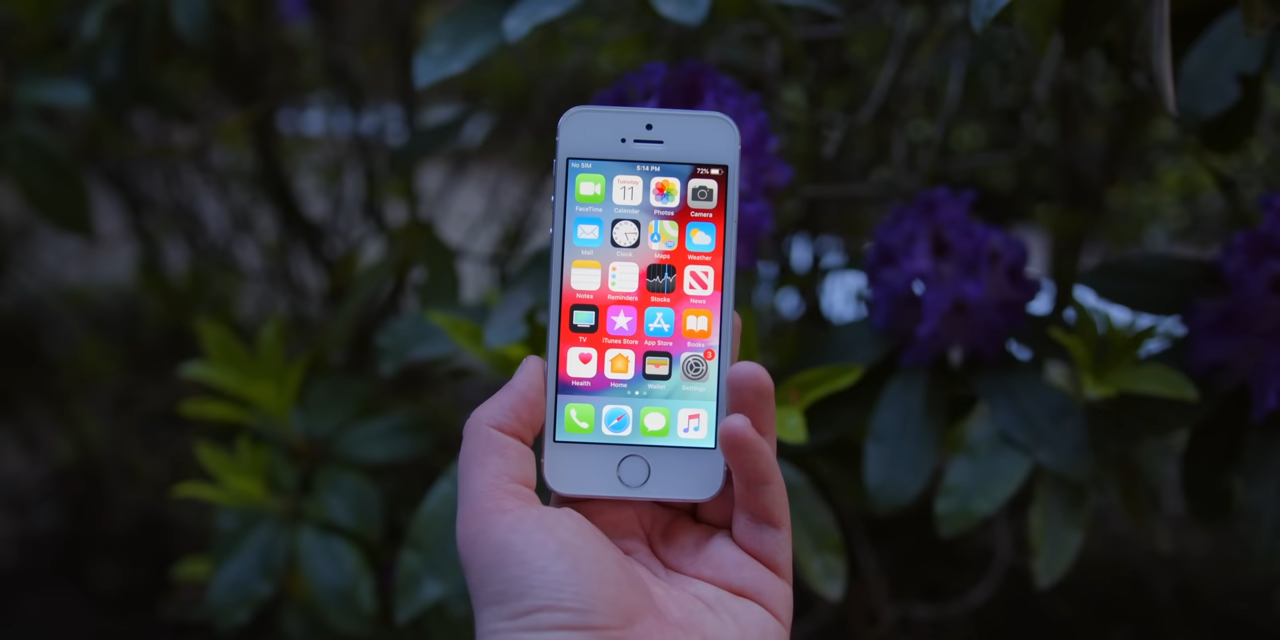 No SIM 5:14 PM 72%
Tuesday
11
FaceTime Calendar Photos Camera
Mail Clock Maps Weather
Notes Reminders Stocks News
TV iTunes Store App Store Books
3
Health Home Wallet Settings